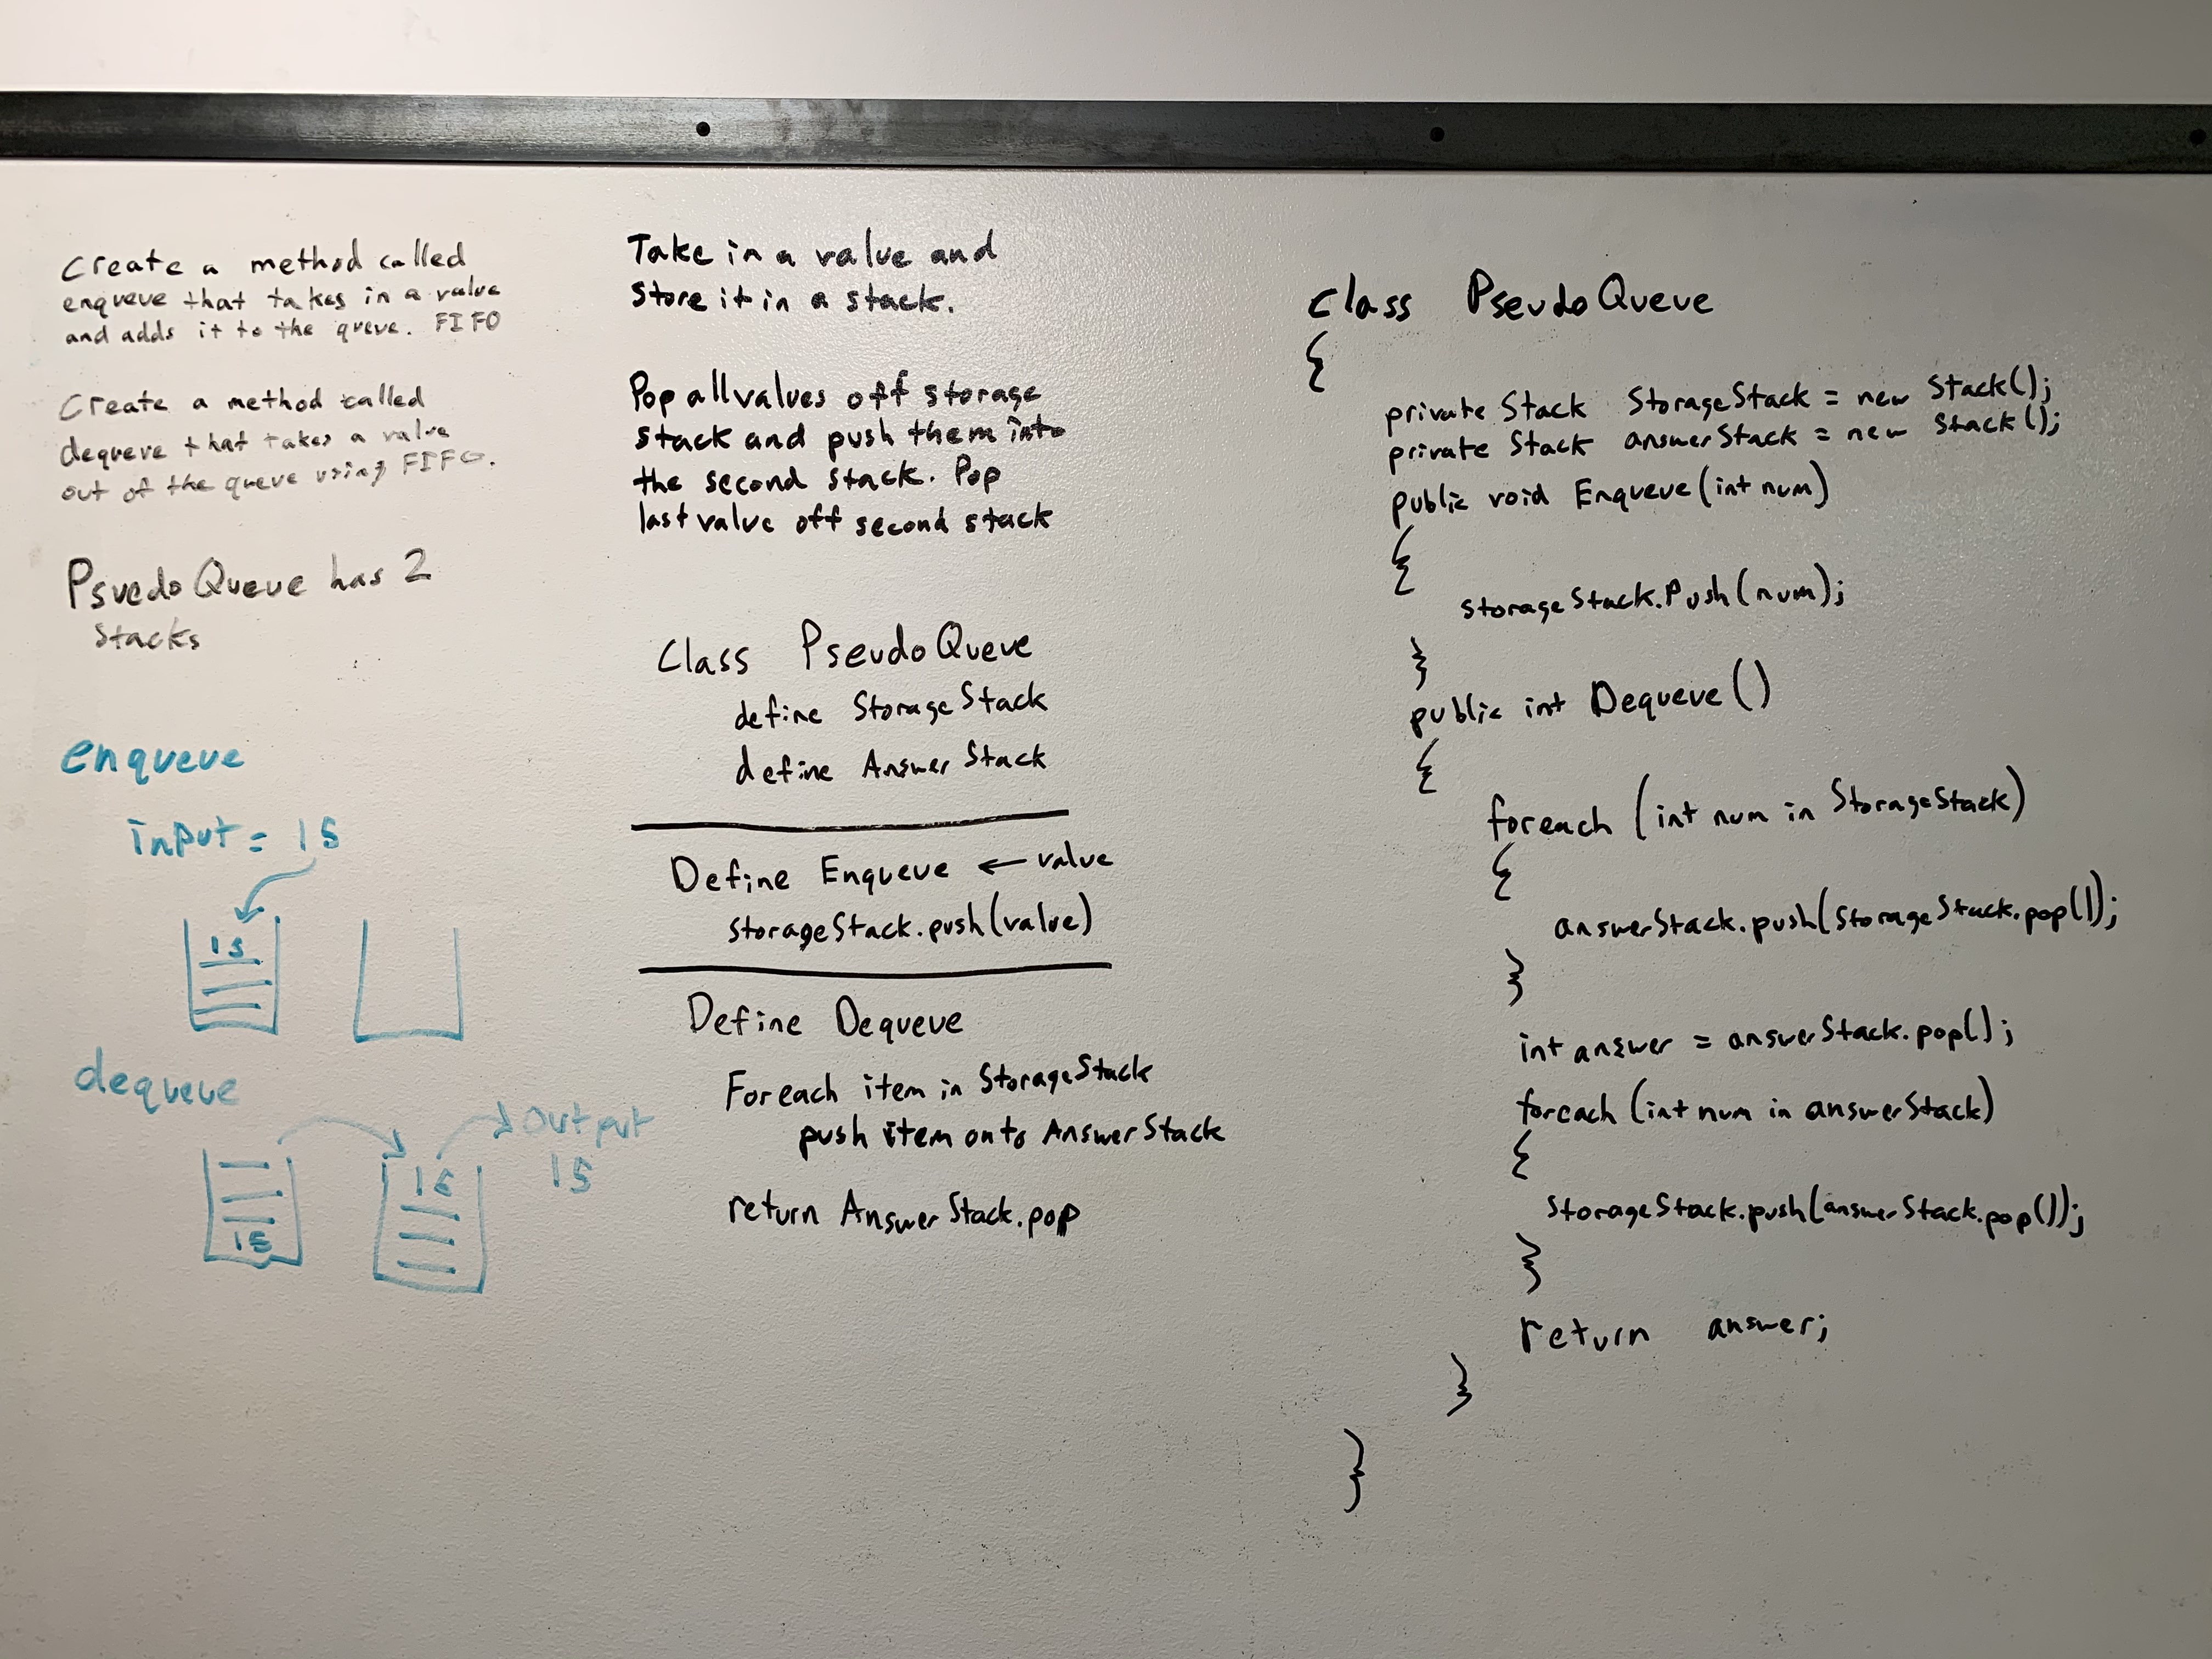 Create a method called
enqueue that takes in a value
and adds it to the queue. FIFO
Create a method called
dequeue that takes a value
out of the queue using FIFO.
PsuedoQueue has 2
Stacks
enqueue
input = 15
15
dequeue
15
15
output
15
Take in a value and
store it in a stack.
Pop all values off storage
stack and push them into
the second stack. Pop
last value off second stack
Class PseudoQueue
define StorageStack
define AnswerStack
Define Enqueue ← value
storageStack.push(value)
Define Dequeue
Foreach item in StorageStack
push item onto AnswerStack
return AnswerStack.pop
class PseudoQueue
{
private Stack StorageStack = new Stack();
private Stack answerStack = new Stack();
public void Enqueue(int num)
{
storageStack.Push(num);
}
public int Dequeue()
{
foreach (int num in StorageStack)
{
answerStack.push(StorageStack.pop());
}
int answer = answerStack.pop();
foreach (int num in answerStack)
{
StorageStack.push(answerStack.pop());
}
return answer;
}
}